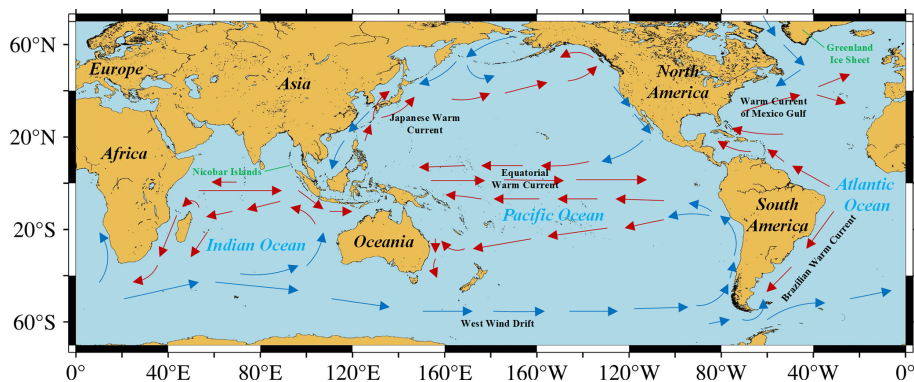 60°N
20°N
20°S
60°S
Europe
Asia
Africa
North
America
Greenland
Ice Sheet
Warm Current
of Mexico Gulf
Japanese Warm
Current
Nicobar Islands
Equatorial
Warm Current
Pacific Ocean
Atlantic
Ocean
South
America
Indian Ocean
Oceania
Brazilian Warm Current
West Wind Drift
0°
40°E
80°E
120°E
160°E
160°W
120°W
80°W
40°W
0°